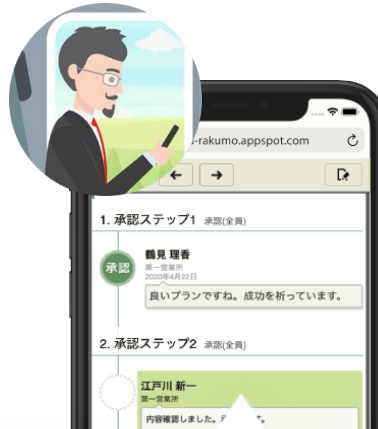 -rakumo.appspot.com
1. 承認ステップ1 承認(全員)
承認
鶴見 理香
第一営業所
2020年4月22日
良いプランですね。成功を祈っています。
2. 承認ステップ2 承認(全員)
江戸川 新一
第一営業所
内容確認しました。
す。